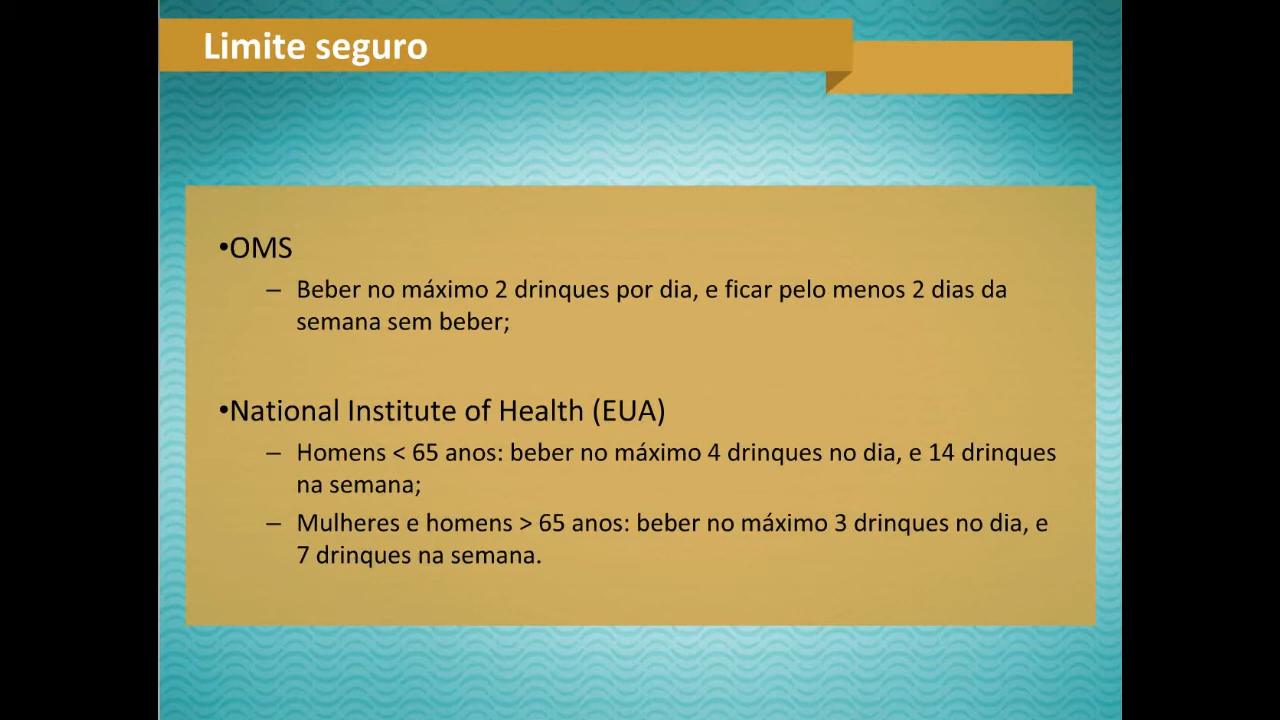 Limite seguro
•OMS
– Beber no máximo 2 drinques por dia, e ficar pelo menos 2 dias da
semana sem beber;
•National Institute of Health (EUA)
– Homens < 65 anos: beber no máximo 4 drinques no dia, e 14 drinques
na semana;
– Mulheres e homens > 65 anos: beber no máximo 3 drinques no dia, e
7 drinques na semana.